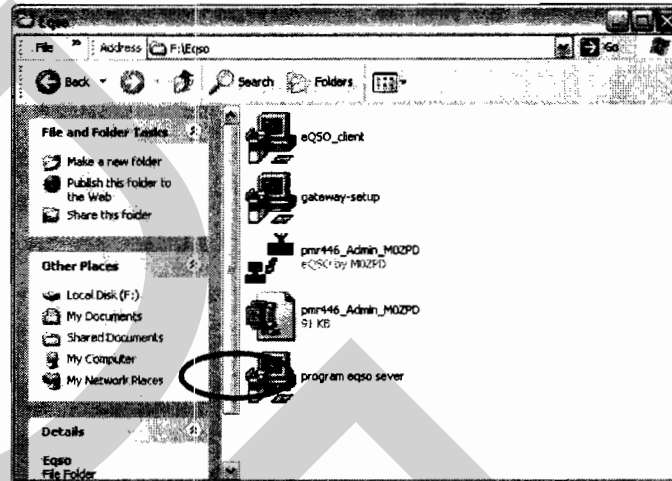 Eqso
File » Address F:\Eqso Go
Back Search Folders
File and Folder Tasks
Make a new folder
Publish this folder to
the Web
Share this folder
Other Places
Local Disk (F:)
My Documents
Shared Documents
My Computer
My Network Places
Details
Eqso
File Folder
eQSO_client
gateway-setup
pmr446_Admin_M0ZPD
eQSO by M0ZPD
pmr446_Admin_M0ZPD
91 KB
program eqso sever